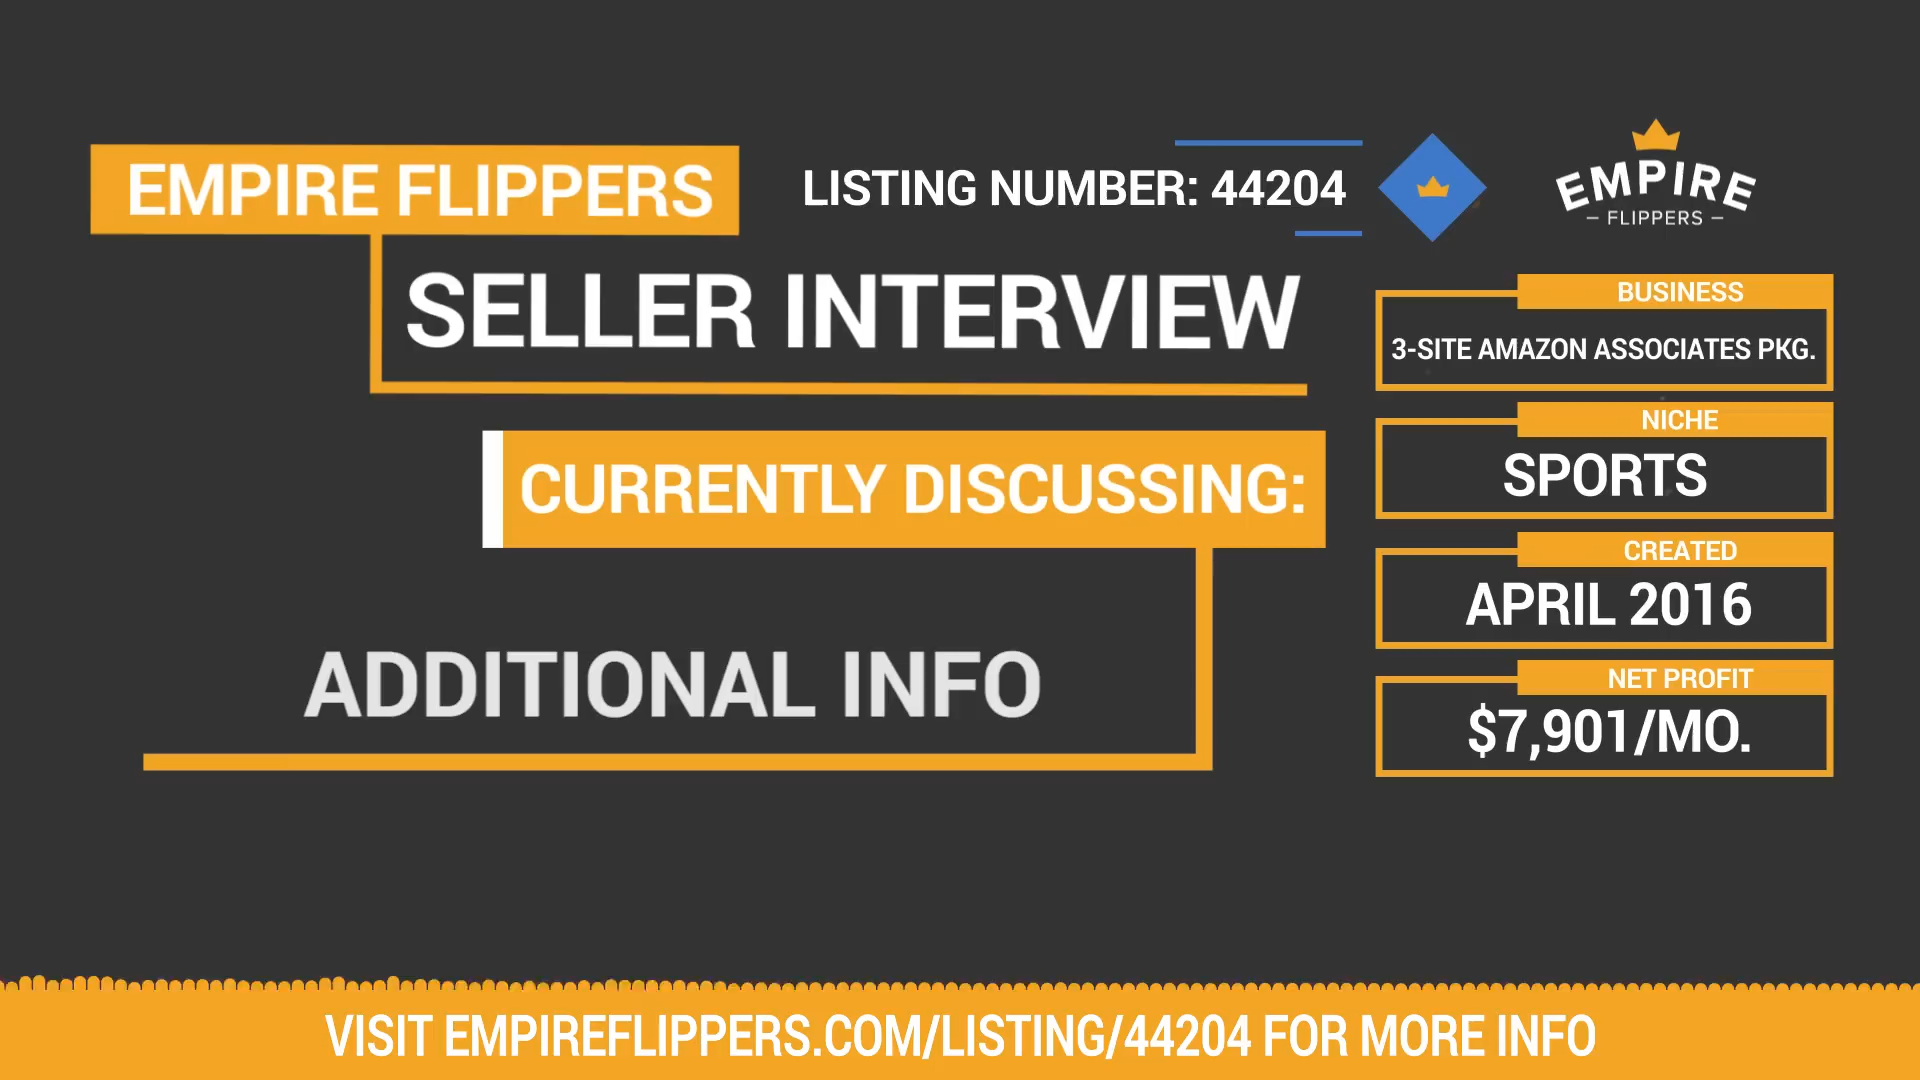 EMPIRE FLIPPERS
LISTING NUMBER: 44204
EMPIRE
– FLIPPERS –
SELLER INTERVIEW
CURRENTLY DISCUSSING:
ADDITIONAL INFO
BUSINESS
3-SITE AMAZON ASSOCIATES PKG.
NICHE
SPORTS
CREATED
APRIL 2016
NET PROFIT
$7,901/MO.
VISIT EMPIREFLIPPERS.COM/LISTING/44204 FOR MORE INFO